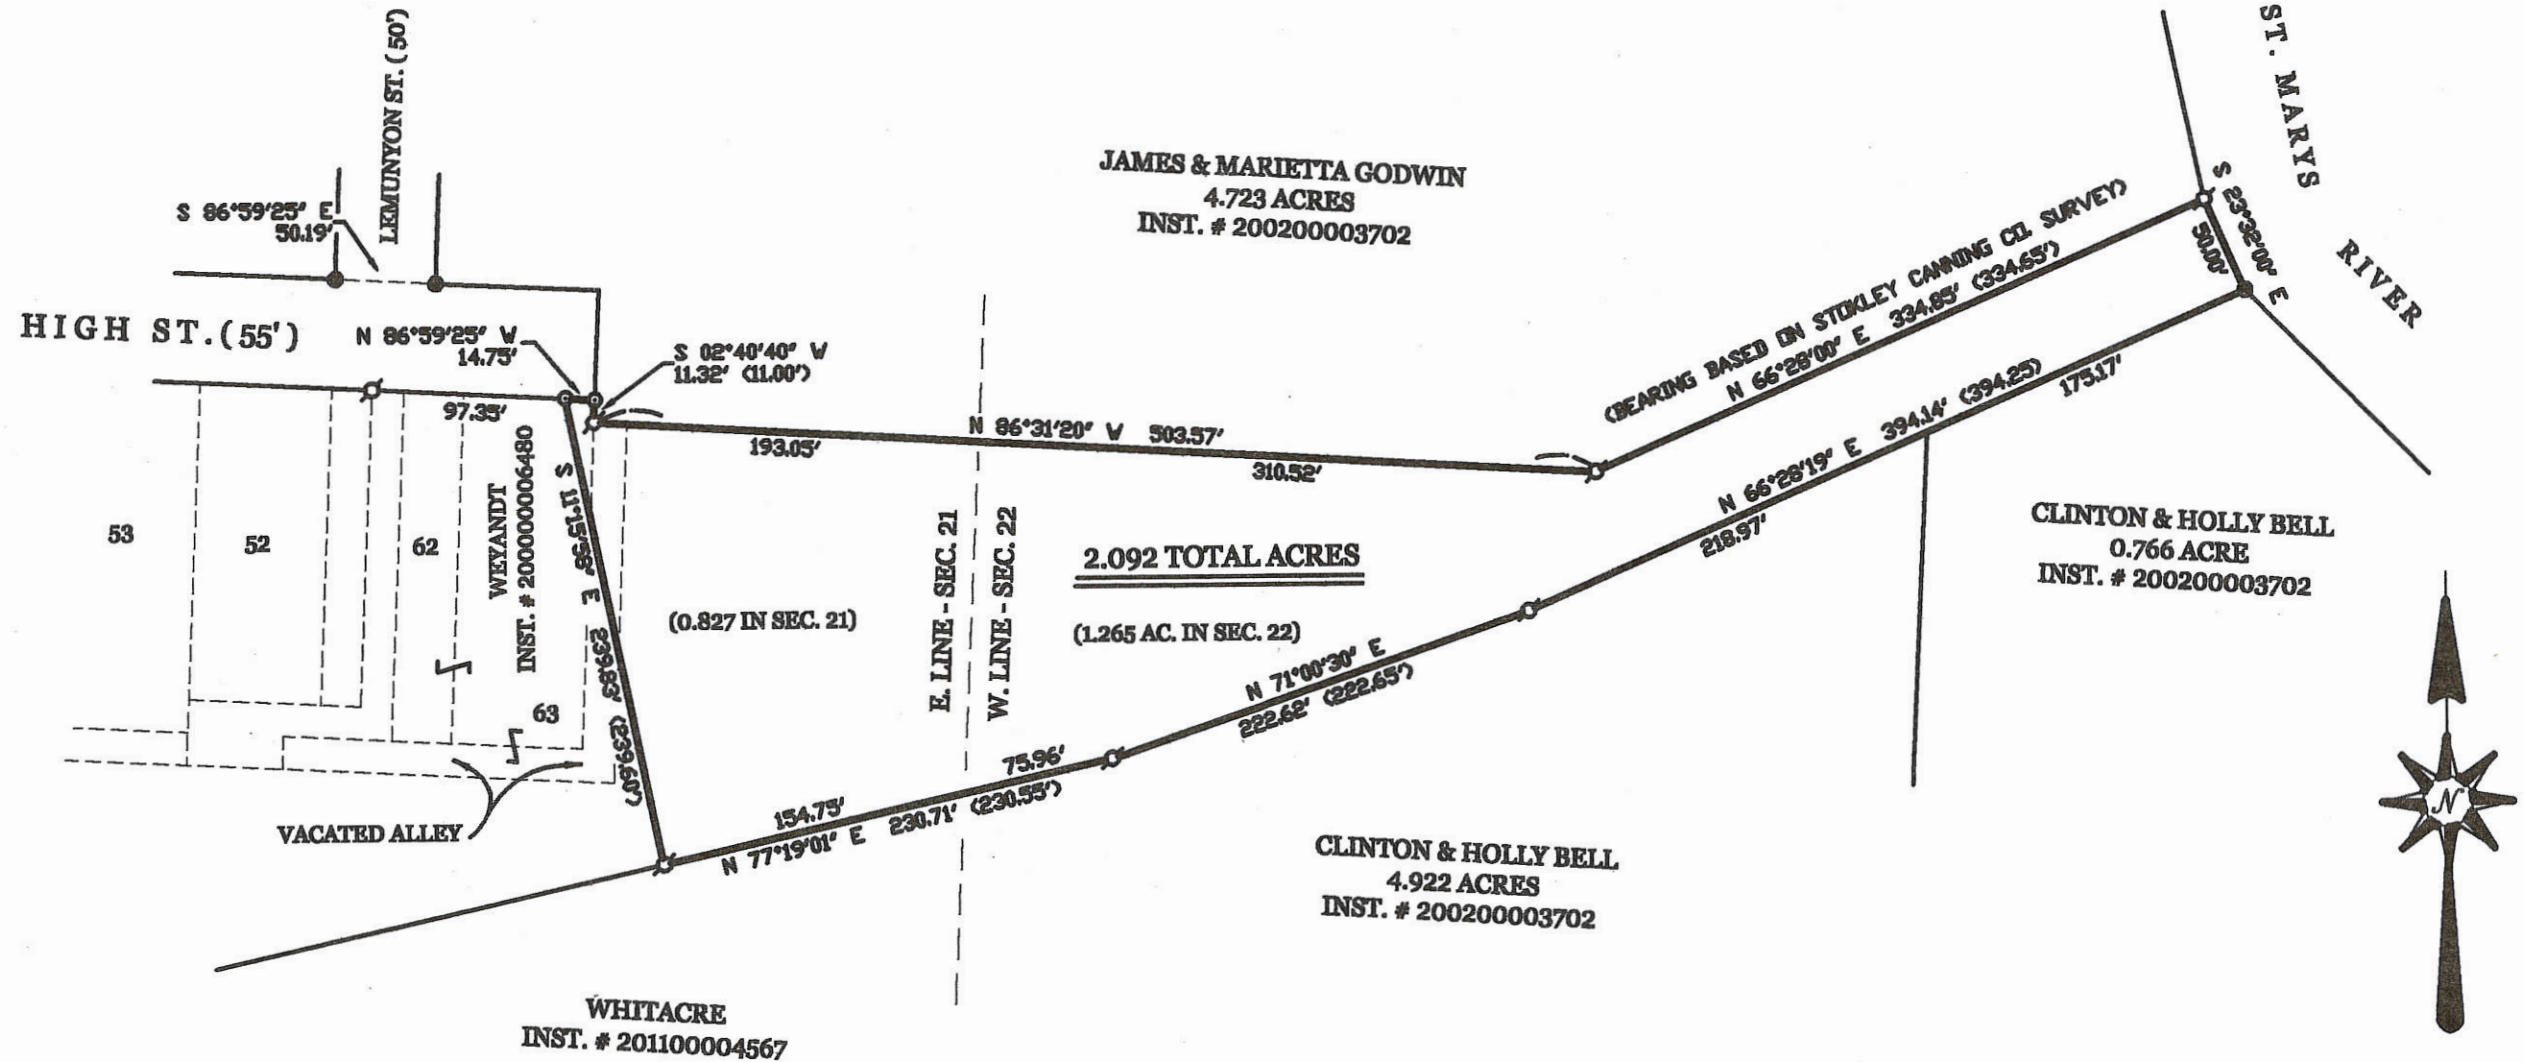 LEMUNYON ST. (50')
S 86°59'25" E
50.19'
HIGH ST. (55')
N 86°59'25" W
14.75'
S 02°40'40" W
11.32' (11.00')
97.35'
JAMES & MARIETTA GODWIN
4.723 ACRES
INST. # 200200003702
ST. MARYS RIVER
(BEARING BASED ON STOKLEY CANNING CO. SURVEY)
N 66°28'00" E 334.85' (334.65')
S 23°32'00" E
50.00'
N 86°31'20" W 503.57'
193.05'
310.52'
N 66°28'19" E 394.14' (394.25)
175.17'
218.97'
53
52
62
WEYANDT
INST. # 200000006480
63
S 11°15'56" E 239.83' (239.60')
E. LINE - SEC. 21
W. LINE - SEC. 22
2.092 TOTAL ACRES
(0.827 IN SEC. 21)
(1.265 AC. IN SEC. 22)
CLINTON & HOLLY BELL
0.766 ACRE
INST. # 200200003702
N 71°00'30" E
222.62' (222.65')
75.96'
154.75'
N 77°19'01" E 230.71' (230.55')
VACATED ALLEY
CLINTON & HOLLY BELL
4.922 ACRES
INST. # 200200003702
N
WHITACRE
INST. # 201100004567